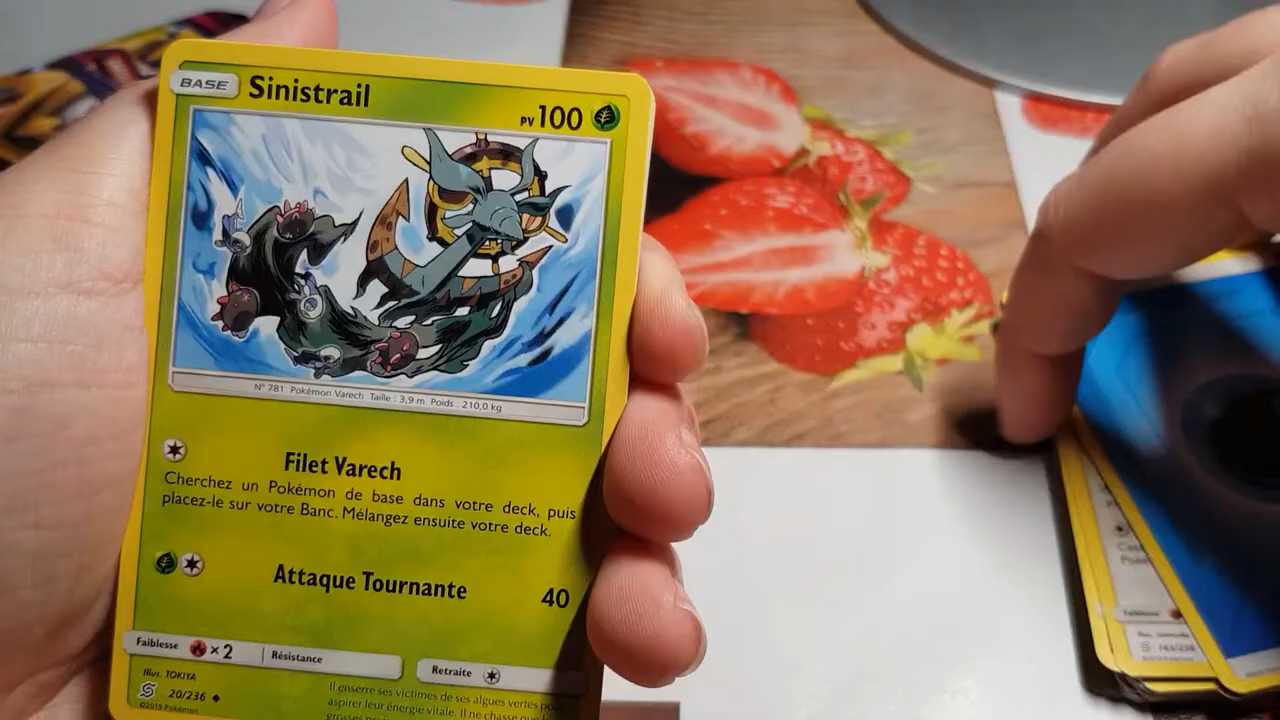 BASE Sinistrail PV 100
N° 781 Pokémon Varech Taille : 3,9 m Poids : 210,0 kg
Filet Varech
Cherchez un Pokémon de base dans votre deck, puis
placez-le sur votre Banc. Mélangez ensuite votre deck.
Attaque Tournante 40
Faiblesse ×2 Résistance Retraite
Illus. TOKIYA
20/236
©2019 Pokémon
Il enserre ses victimes de ses algues vertes pour
aspirer leur énergie vitale. Il ne chasse que
Faiblesse